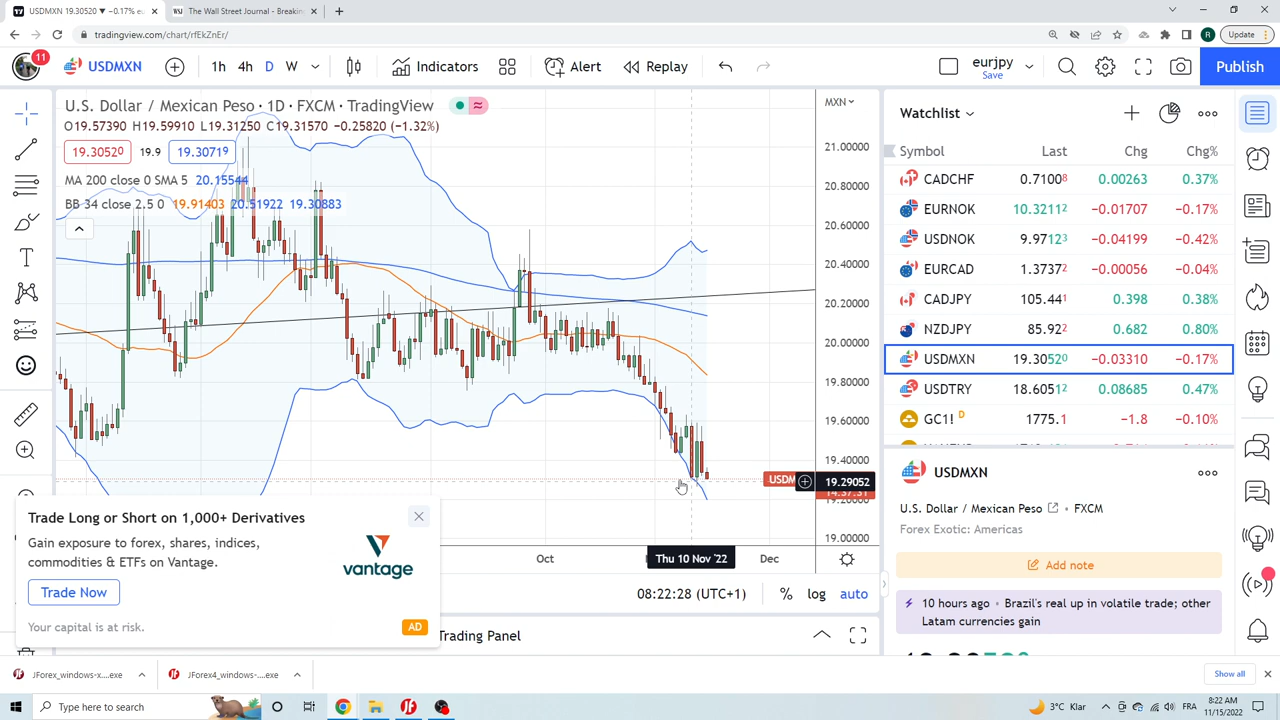 USDMXN 19.30520 ▼ −0.17% eu
The Wall Street Journal - Breaking
tradingview.com/chart/rfEkZnEr/
Update
11
USDMXN
1h 4h D W
Indicators
Alert
Replay
eurjpy
Save
Publish
U.S. Dollar / Mexican Peso · 1D · FXCM · TradingView
O19.57390 H19.59910 L19.31250 C19.31570 −0.25820 (−1.32%)
19.30520 19.9 19.30719
MA 200 close 0 SMA 5 20.15544
BB 34 close 2.5 0 19.91403 20.51922 19.30883
MXN
21.00000
20.80000
20.60000
20.40000
20.20000
20.00000
19.80000
19.60000
19.40000
USDM
19.29052
14:37:31
19.20000
19.00000
Oct
Thu 10 Nov '22
Dec
08:22:28 (UTC+1) % log auto
Trading Panel
Trade Long or Short on 1,000+ Derivatives
Gain exposure to forex, shares, indices,
commodities & ETFs on Vantage.
Trade Now
vantage
Your capital is at risk.
AD
Watchlist
Symbol Last Chg Chg%
CADCHF 0.71008 0.00263 0.37%
EURNOK 10.32112 −0.01707 −0.17%
USDNOK 9.97123 −0.04199 −0.42%
EURCAD 1.37372 −0.00056 −0.04%
CADJPY 105.441 0.398 0.38%
NZDJPY 85.922 0.682 0.80%
USDMXN 19.30520 −0.03310 −0.17%
USDTRY 18.60512 0.08685 0.47%
GC1! D 1775.1 −1.8 −0.10%
USDMXN
U.S. Dollar / Mexican Peso · FXCM
Forex Exotic: Americas
Add note
10 hours ago · Brazil's real up in volatile trade; other
Latam currencies gain
JForex_windows-x....exe
JForex4_windows-....exe
Show all
Type here to search
3°C Klar
FRA
8:22 AM
11/15/2022